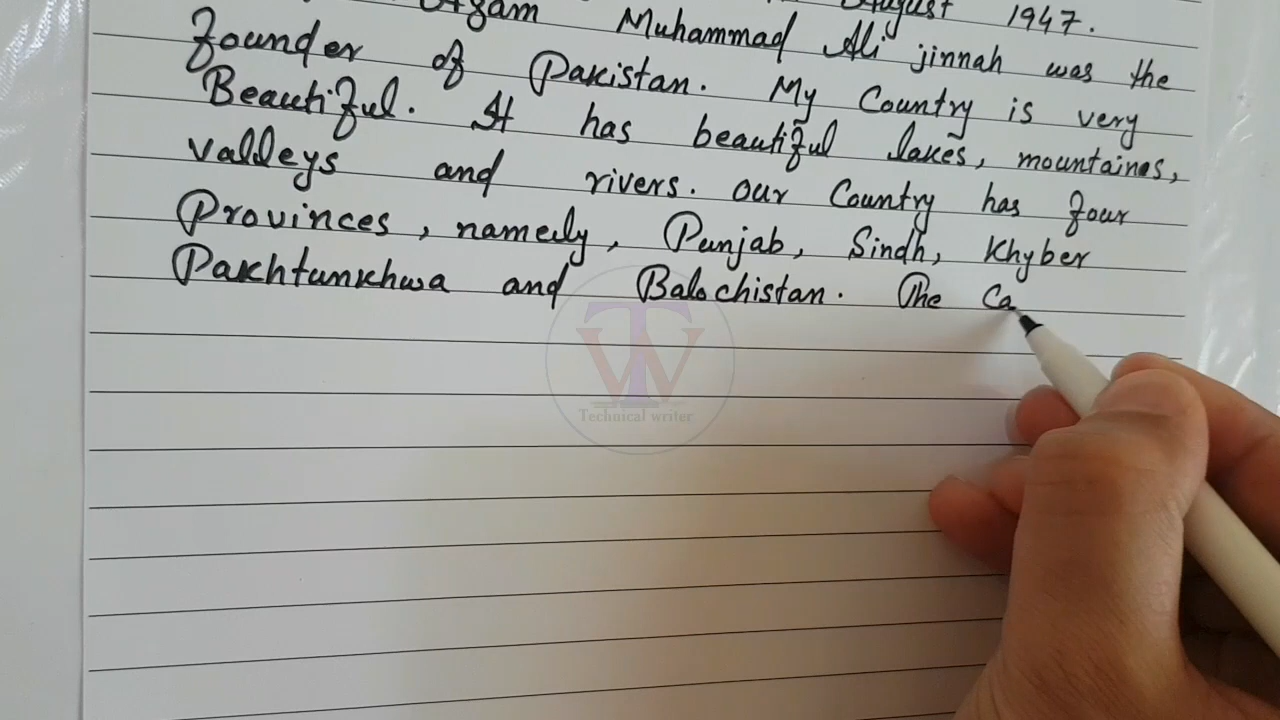 Azam August 1947.
Muhammad Ali jinnah was the
founder of Pakistan. My Country is very
Beautiful. It has beautiful lakes, mountaines,
valleys and rivers. our Country has four
Provinces, namely, Punjab, Sindh, Khyber
Pakhtunkhwa and Balochistan. The Ca
TW
Technical writer